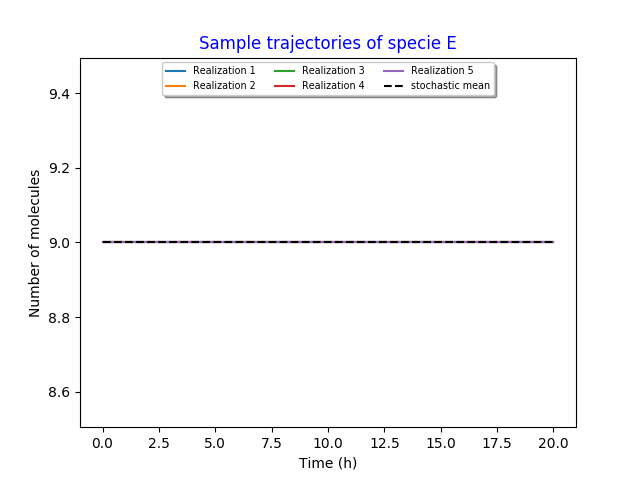 Sample trajectories of specie E
Realization 1 Realization 3 Realization 5
Realization 2 Realization 4 stochastic mean
Number of molecules
9.4
9.2
9.0
8.8
8.6
0.0 2.5 5.0 7.5 10.0 12.5 15.0 17.5 20.0
Time (h)